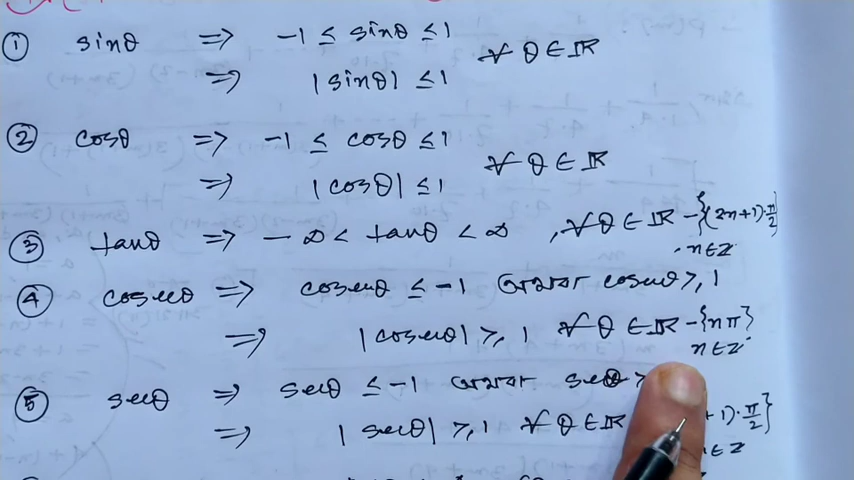 ① sinθ ⇒ -1 ≤ sinθ ≤ 1 ∀ θ ∈ ℝ
⇒ |sinθ| ≤ 1
② cosθ ⇒ -1 ≤ cosθ ≤ 1 ∀ θ ∈ ℝ
⇒ |cosθ| ≤ 1
③ tanθ ⇒ -∞ < tanθ < ∞ , ∀ θ ∈ ℝ - {(2n+1)·π/2}
, n ∈ ℤ
④ cosecθ ⇒ cosecθ ≤ -1 অথবা cosecθ ≥ 1
⇒ |cosecθ| ≥ 1 ∀ θ ∈ ℝ - {nπ}
n ∈ ℤ
⑤ secθ ⇒ secθ ≤ -1 অথবা secθ ≥
⇒ |secθ| ≥ 1 ∀ θ ∈ ℝ +1)·π/2}
∈ ℤ